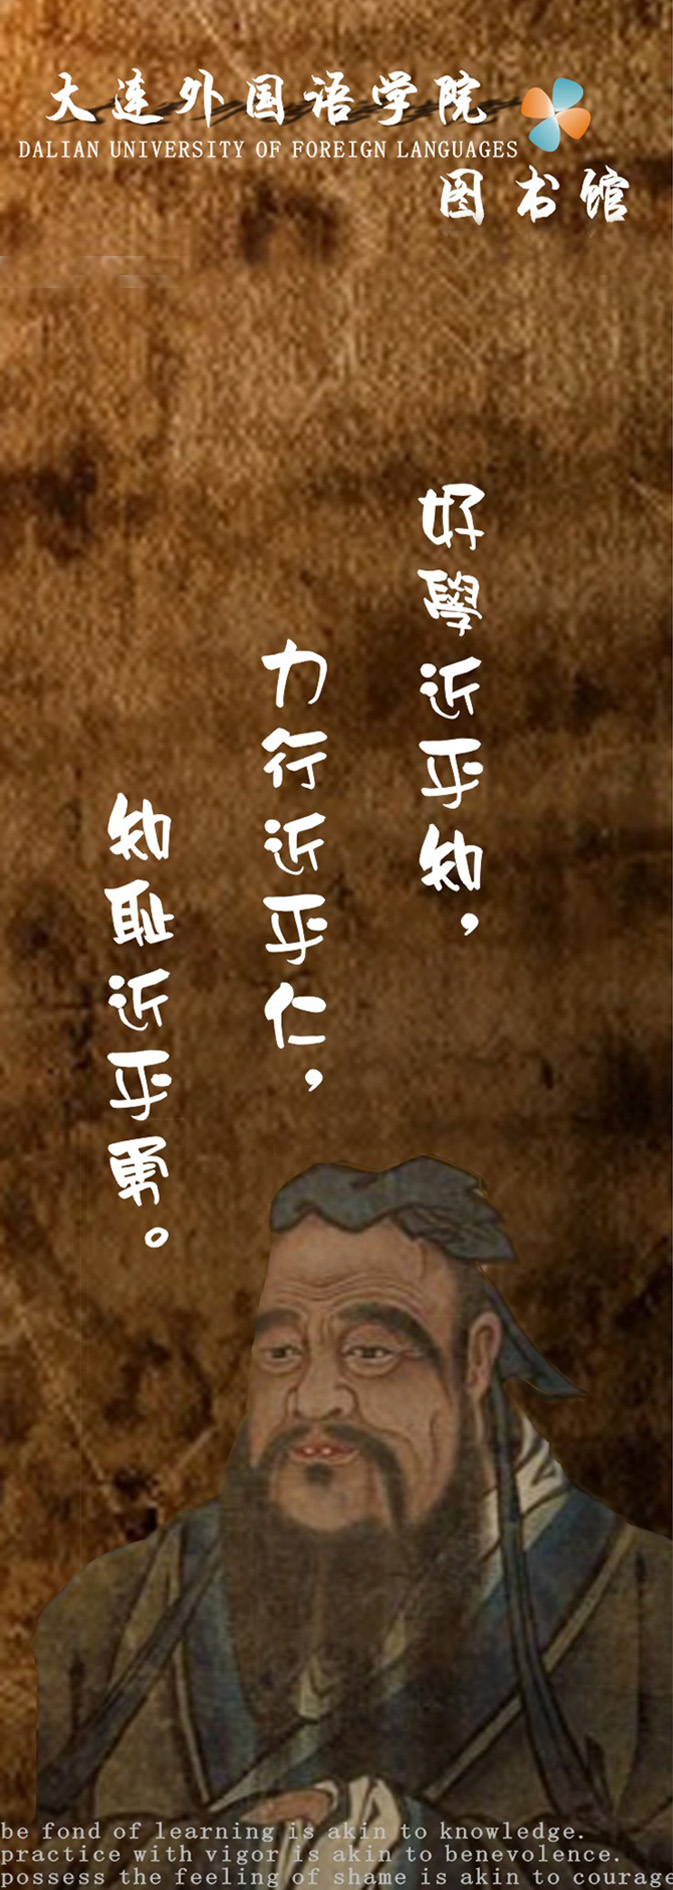 大连外国语学院
DALIAN UNIVERSITY OF FOREIGN LANGUAGES
图书馆
好學近乎知，
力行近乎仁，
知耻近乎勇。
be fond of learning is akin to knowledge.
practice with vigor is akin to benevolence.
possess the feeling of shame is akin to courage